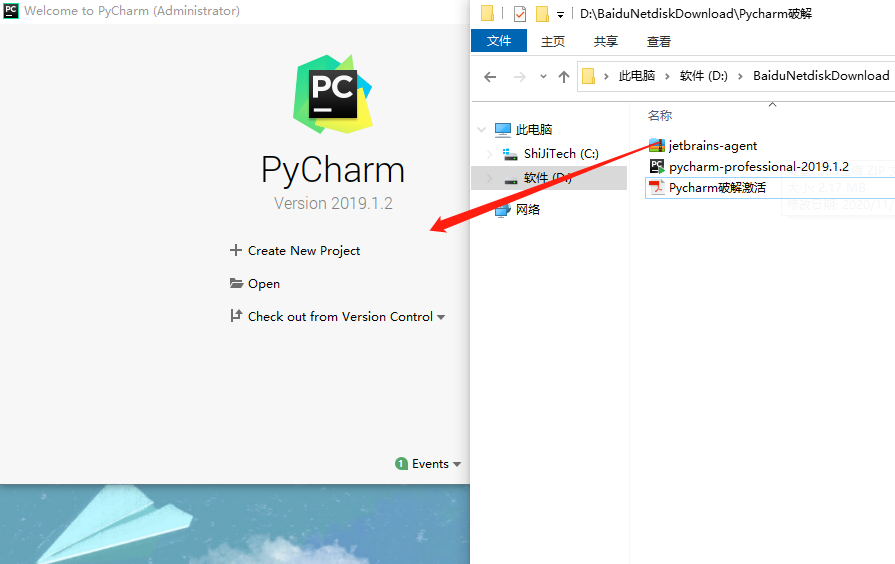 Welcome to PyCharm (Administrator)
PC
PyCharm
Version 2019.1.2
Create New Project
Open
Check out from Version Control
1 Events
D:\BaiduNetdiskDownload\Pycharm破解
文件 主页 共享 查看
此电脑 软件 (D:) BaiduNetdiskDownload
名称
此电脑
ShiJiTech (C:)
软件 (D:)
网络
jetbrains-agent
pycharm-professional-2019.1.2
Pycharm破解激活
大小: 2.17 MB